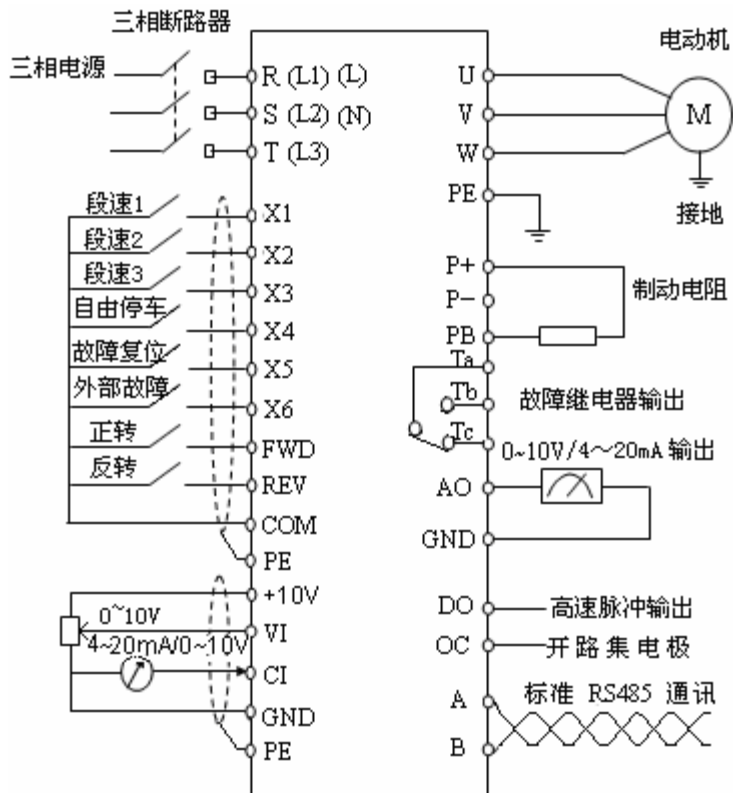 三相断路器
三相电源
R (L1) (L)
S (L2) (N)
T (L3)
段速1
X1
段速2
X2
段速3
X3
自由停车
X4
故障复位
X5
外部故障
X6
正转
FWD
反转
REV
COM
PE
+10V
0~10V
VI
4~20mA/0~10V
CI
GND
PE
电动机
U
V
M
W
PE
接地
P+
制动电阻
P-
PB
Ta
Tb
故障继电器输出
Tc
0~10V/4～20mA 输出
AO
GND
DO
高速脉冲输出
OC
开路集电极
标准 RS485 通讯
A
B